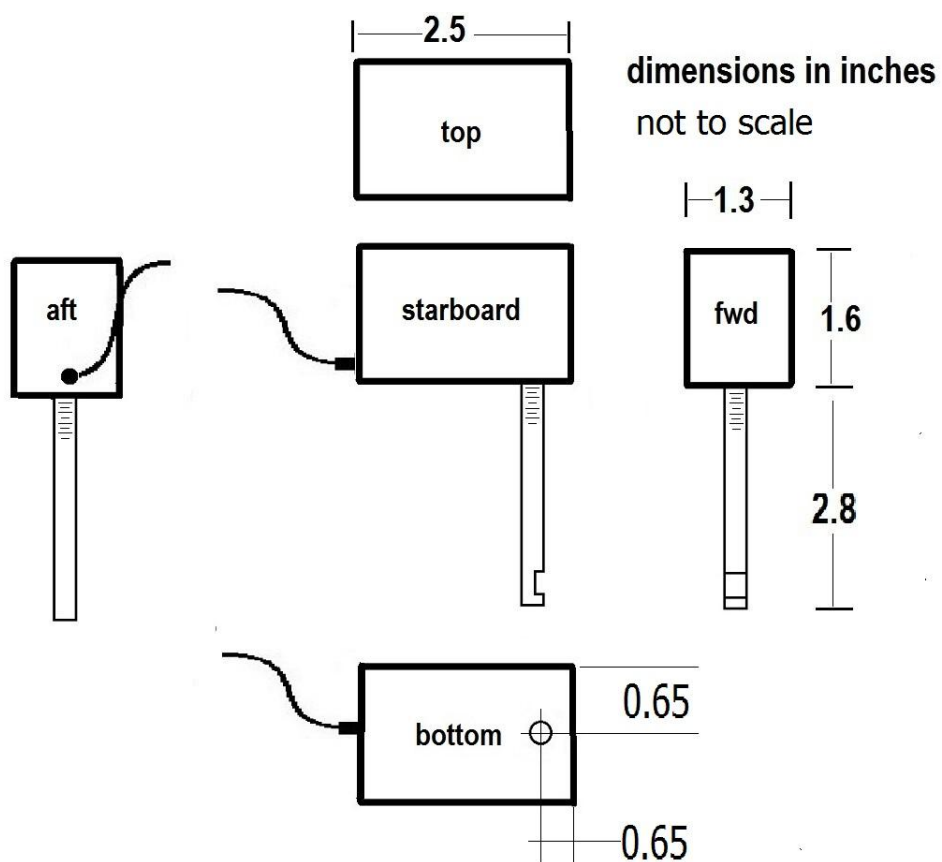 2.5
dimensions in inches
not to scale
top
1.3
aft
starboard
fwd
1.6
2.8
0.65
bottom
0.65